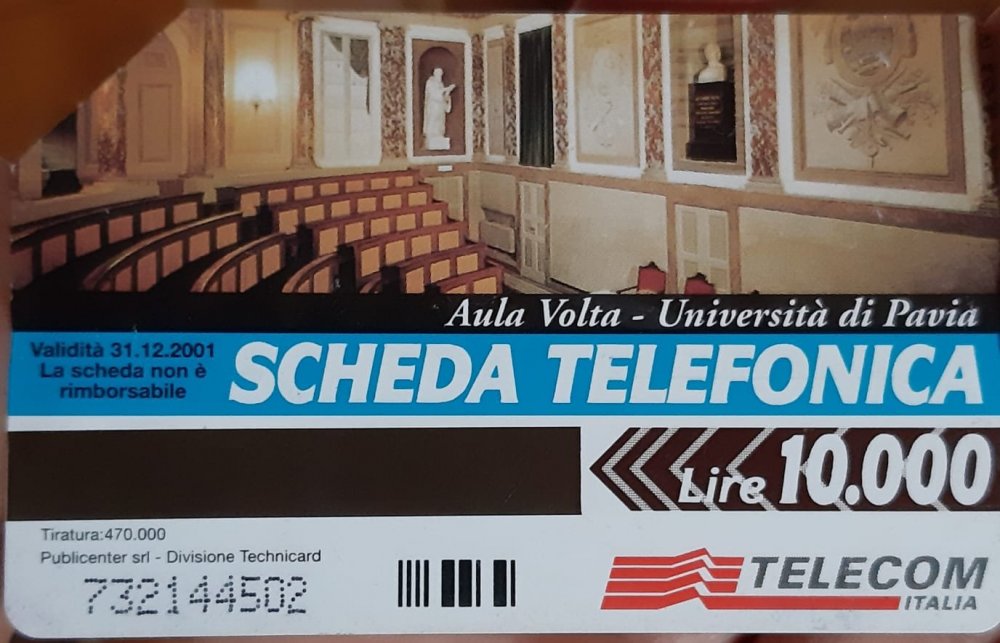 Aula Volta - Università di Pavia
Validità 31.12.2001
La scheda non è
rimborsabile
SCHEDA TELEFONICA
Lire 10.000
Tiratura:470.000
Publicenter srl - Divisione Technicard
732144502
TELECOM
ITALIA